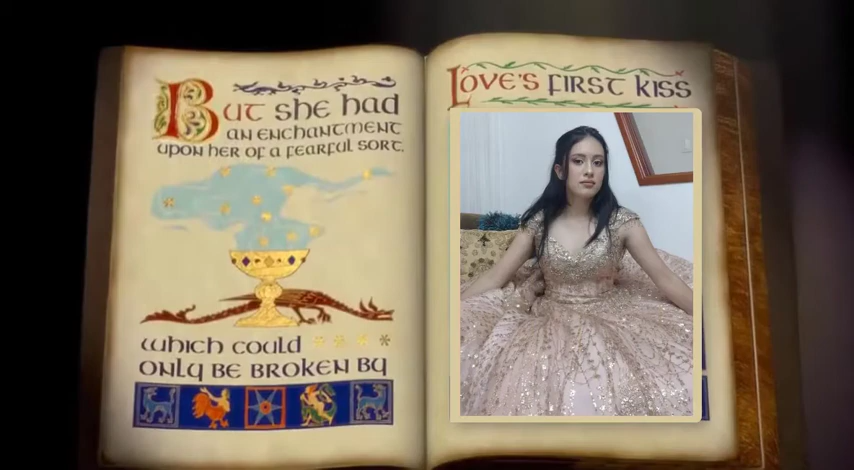 But she had
an enchantment
upon her of a fearful sort.
which could
only be broken by
Love's first kiss